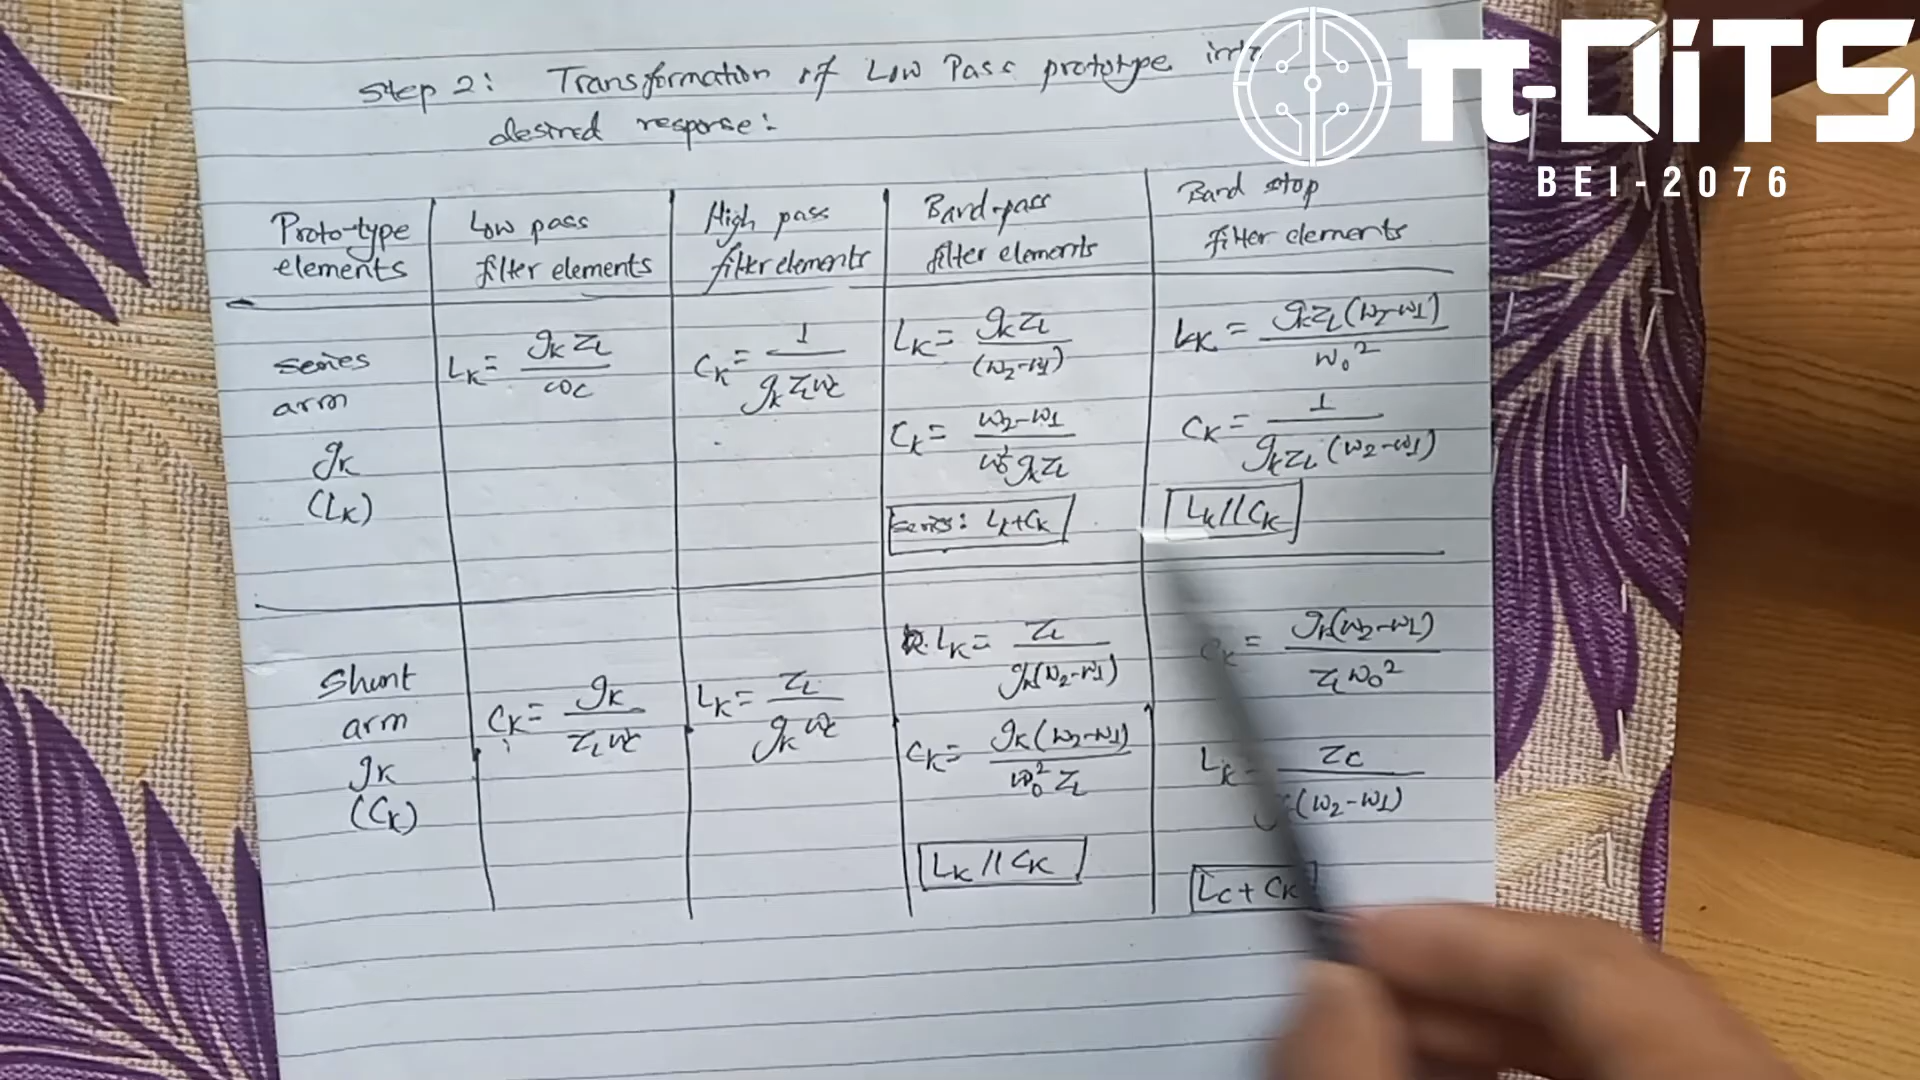 Step 2: Transformation of Low Pass prototype into
desired response:
π-DiTS
BEI-2076
Proto-type
elements
Low pass
filter elements
High pass
filter elements
Band-pass
filter elements
Band stop
filter elements
series
arm
gk
(LK)
LK = gk ZL / ωc
CK = 1 / gk ZL ωc
LK = gk ZL / (ω2-ω1)
CK = ω2-ω1 / ω0² gk ZL
series: Lk+CK
LK = gk ZL (ω2-ω1) / ω0²
CK = 1 / gk ZL (ω2-ω1)
LK // CK
Shunt
arm
gk
(CK)
CK = gk / ZL ωc
LK = ZL / gk ωc
LK = ZL / gk(ω2-ω1)
CK = gk (ω2-ω1) / ω0² ZL
LK // CK
CK = gk(ω2-ω1) / ZL ω0²
LK = ZC / (ω2-ω1)
LC + CK